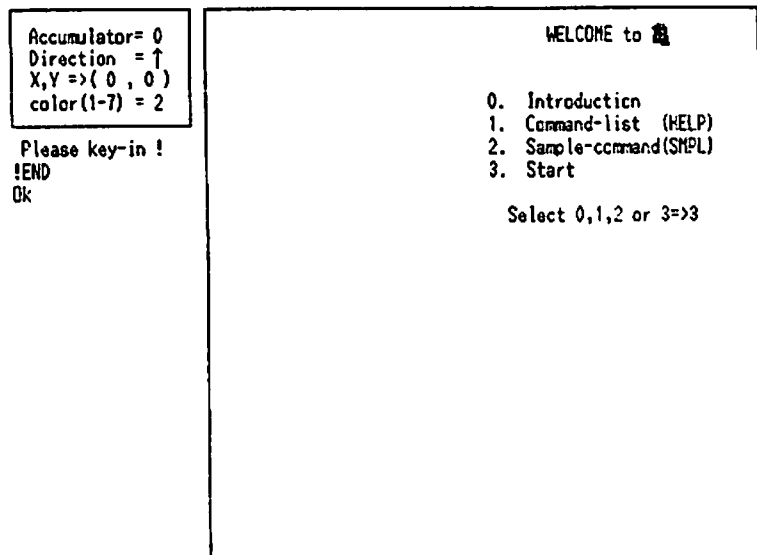 Accumulator= 0
Direction =↑
X,Y =>( 0 , 0 )
color(1-7) = 2
Please key-in !
!END
Ok
WELCOME to
0. Introduction
1. Command-list (HELP)
2. Sample-command(SMPL)
3. Start
Select 0,1,2 or 3=>3